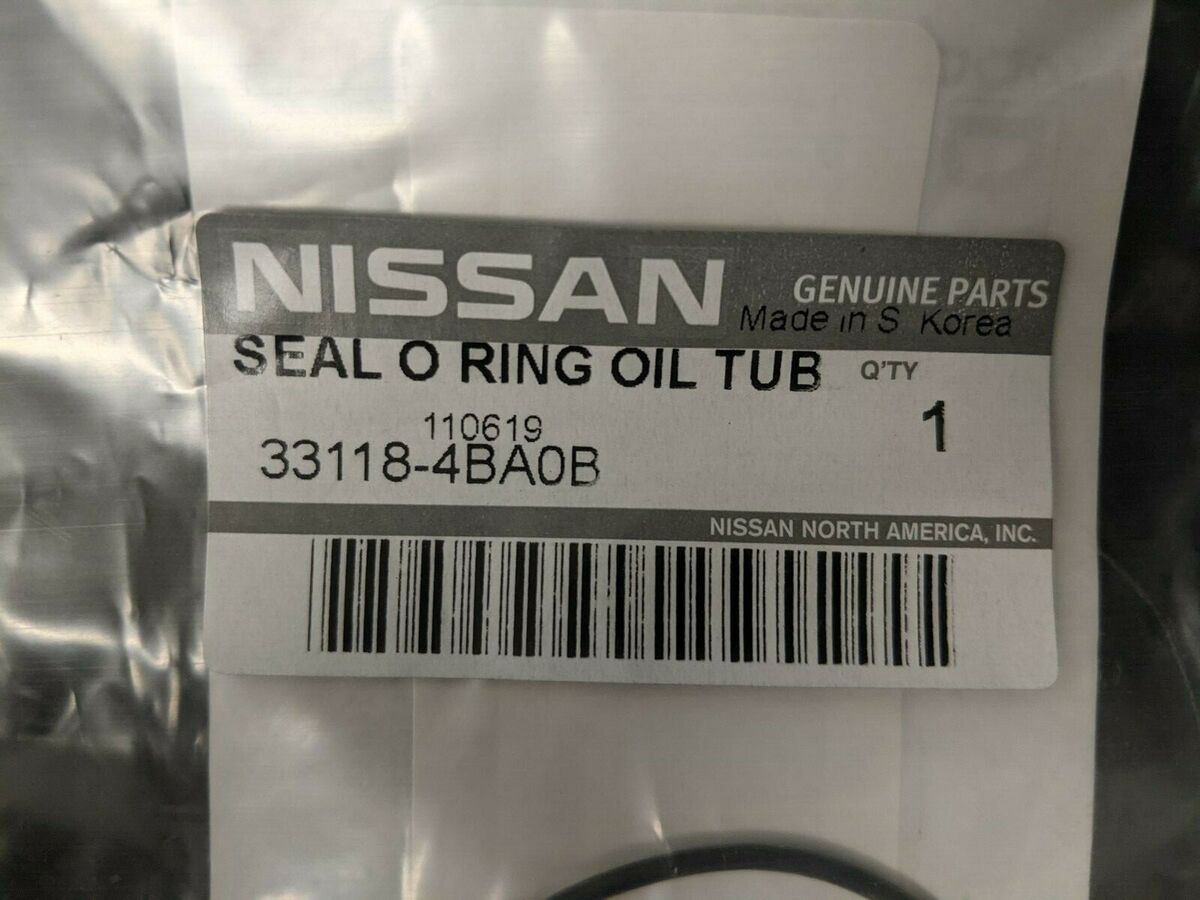 NISSAN
GENUINE PARTS
Made in S Korea
SEAL O RING OIL TUB
Q'TY
110619
1
33118-4BA0B
NISSAN NORTH AMERICA, INC.